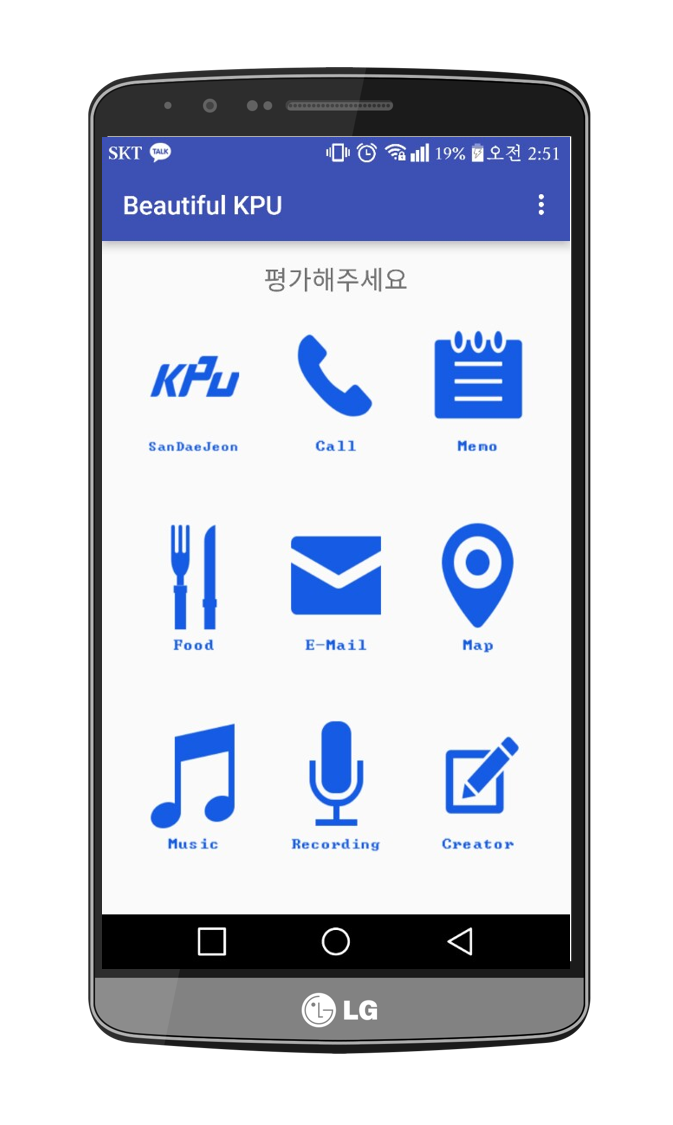 SKT TALK 19% 오전 2:51
Beautiful KPU
평가해주세요
KPU
SanDaeJeon Call Memo
Food E-Mail Map
Music Recording Creator
LG